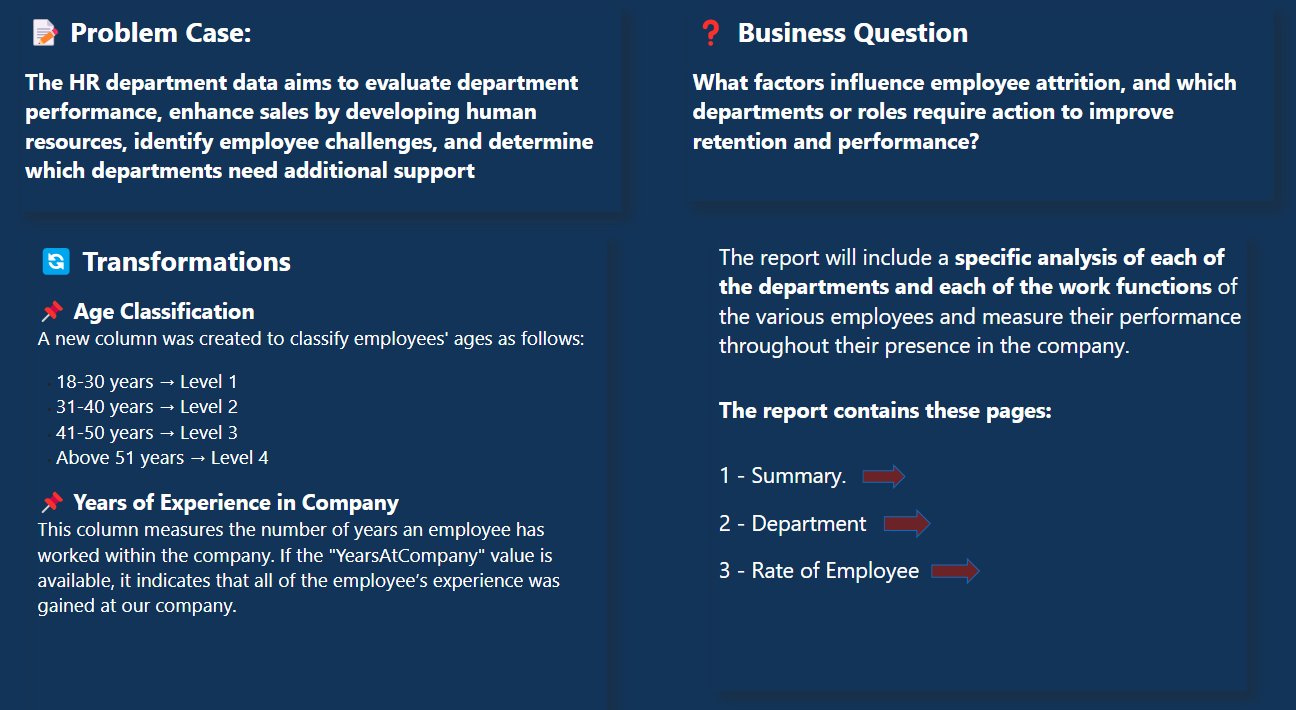 Problem Case:
The HR department data aims to evaluate department
performance, enhance sales by developing human
resources, identify employee challenges, and determine
which departments need additional support
Business Question
What factors influence employee attrition, and which
departments or roles require action to improve
retention and performance?
Transformations
Age Classification
A new column was created to classify employees' ages as follows:
18-30 years → Level 1
31-40 years → Level 2
41-50 years → Level 3
Above 51 years → Level 4
Years of Experience in Company
This column measures the number of years an employee has
worked within the company. If the "YearsAtCompany" value is
available, it indicates that all of the employee’s experience was
gained at our company.
The report will include a specific analysis of each of
the departments and each of the work functions of
the various employees and measure their performance
throughout their presence in the company.
The report contains these pages:
1 - Summary.
2 - Department
3 - Rate of Employee